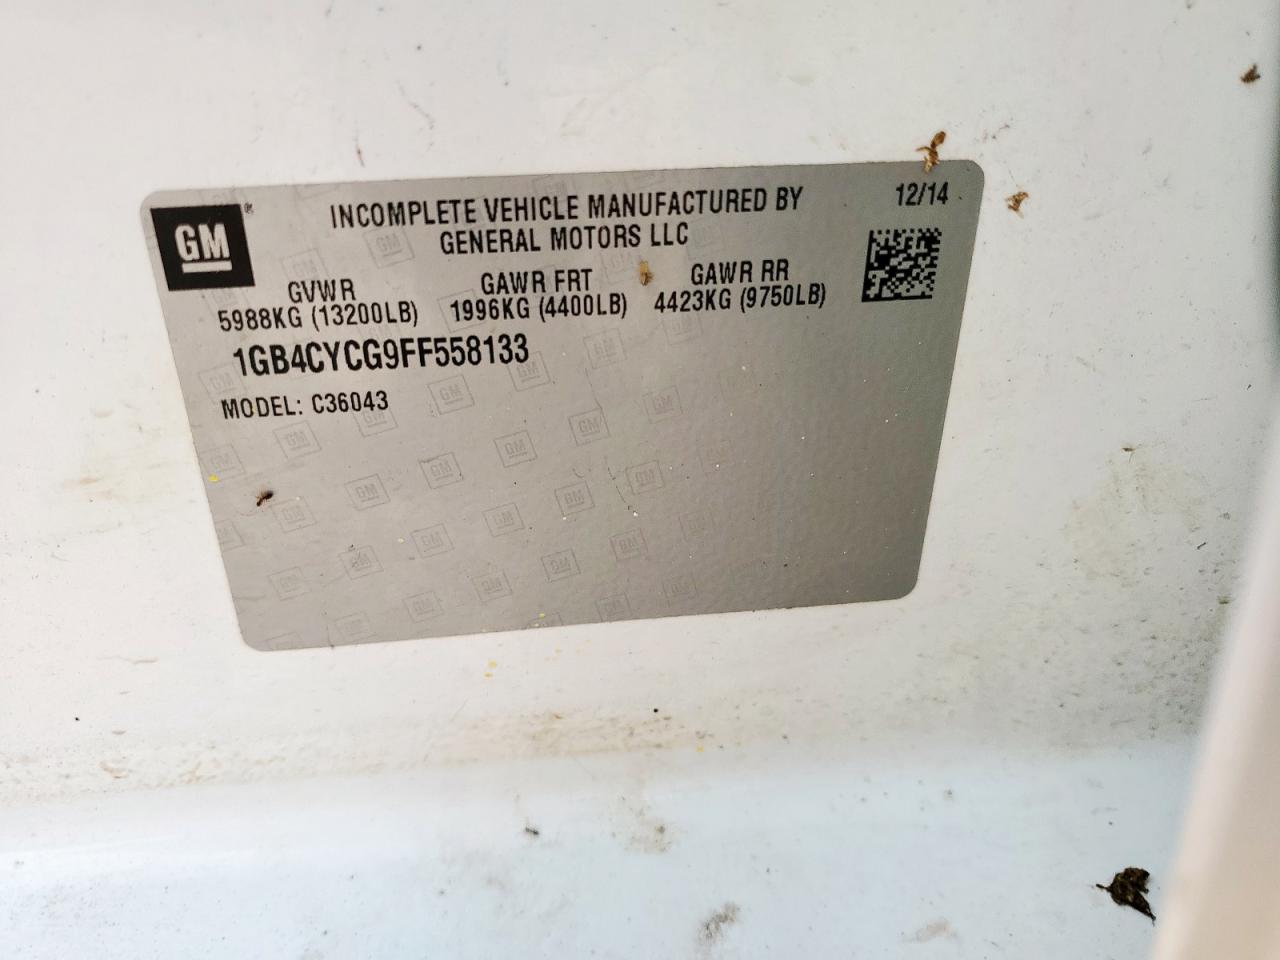 GM®
INCOMPLETE VEHICLE MANUFACTURED BY
GENERAL MOTORS LLC
12/14
GVWR
5988KG (13200LB)
GAWR FRT
1996KG (4400LB)
GAWR RR
4423KG (9750LB)
1GB4CYCG9FF558133
MODEL: C36043